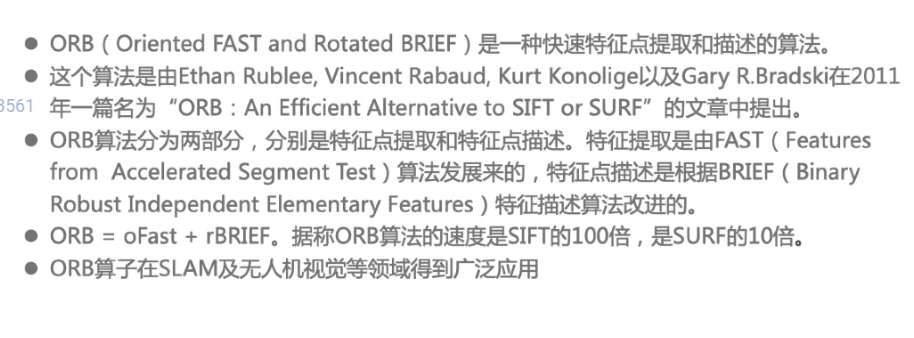 ● ORB（Oriented FAST and Rotated BRIEF）是一种快速特征点提取和描述的算法。
● 这个算法是由Ethan Rublee, Vincent Rabaud, Kurt Konolige以及Gary R.Bradski在2011
3561 年一篇名为“ORB：An Efficient Alternative to SIFT or SURF”的文章中提出。
● ORB算法分为两部分，分别是特征点提取和特征点描述。特征提取是由FAST（Features
from Accelerated Segment Test）算法发展来的，特征点描述是根据BRIEF（Binary
Robust Independent Elementary Features）特征描述算法改进的。
● ORB = oFast + rBRIEF。据称ORB算法的速度是SIFT的100倍，是SURF的10倍。
● ORB算子在SLAM及无人机视觉等领域得到广泛应用